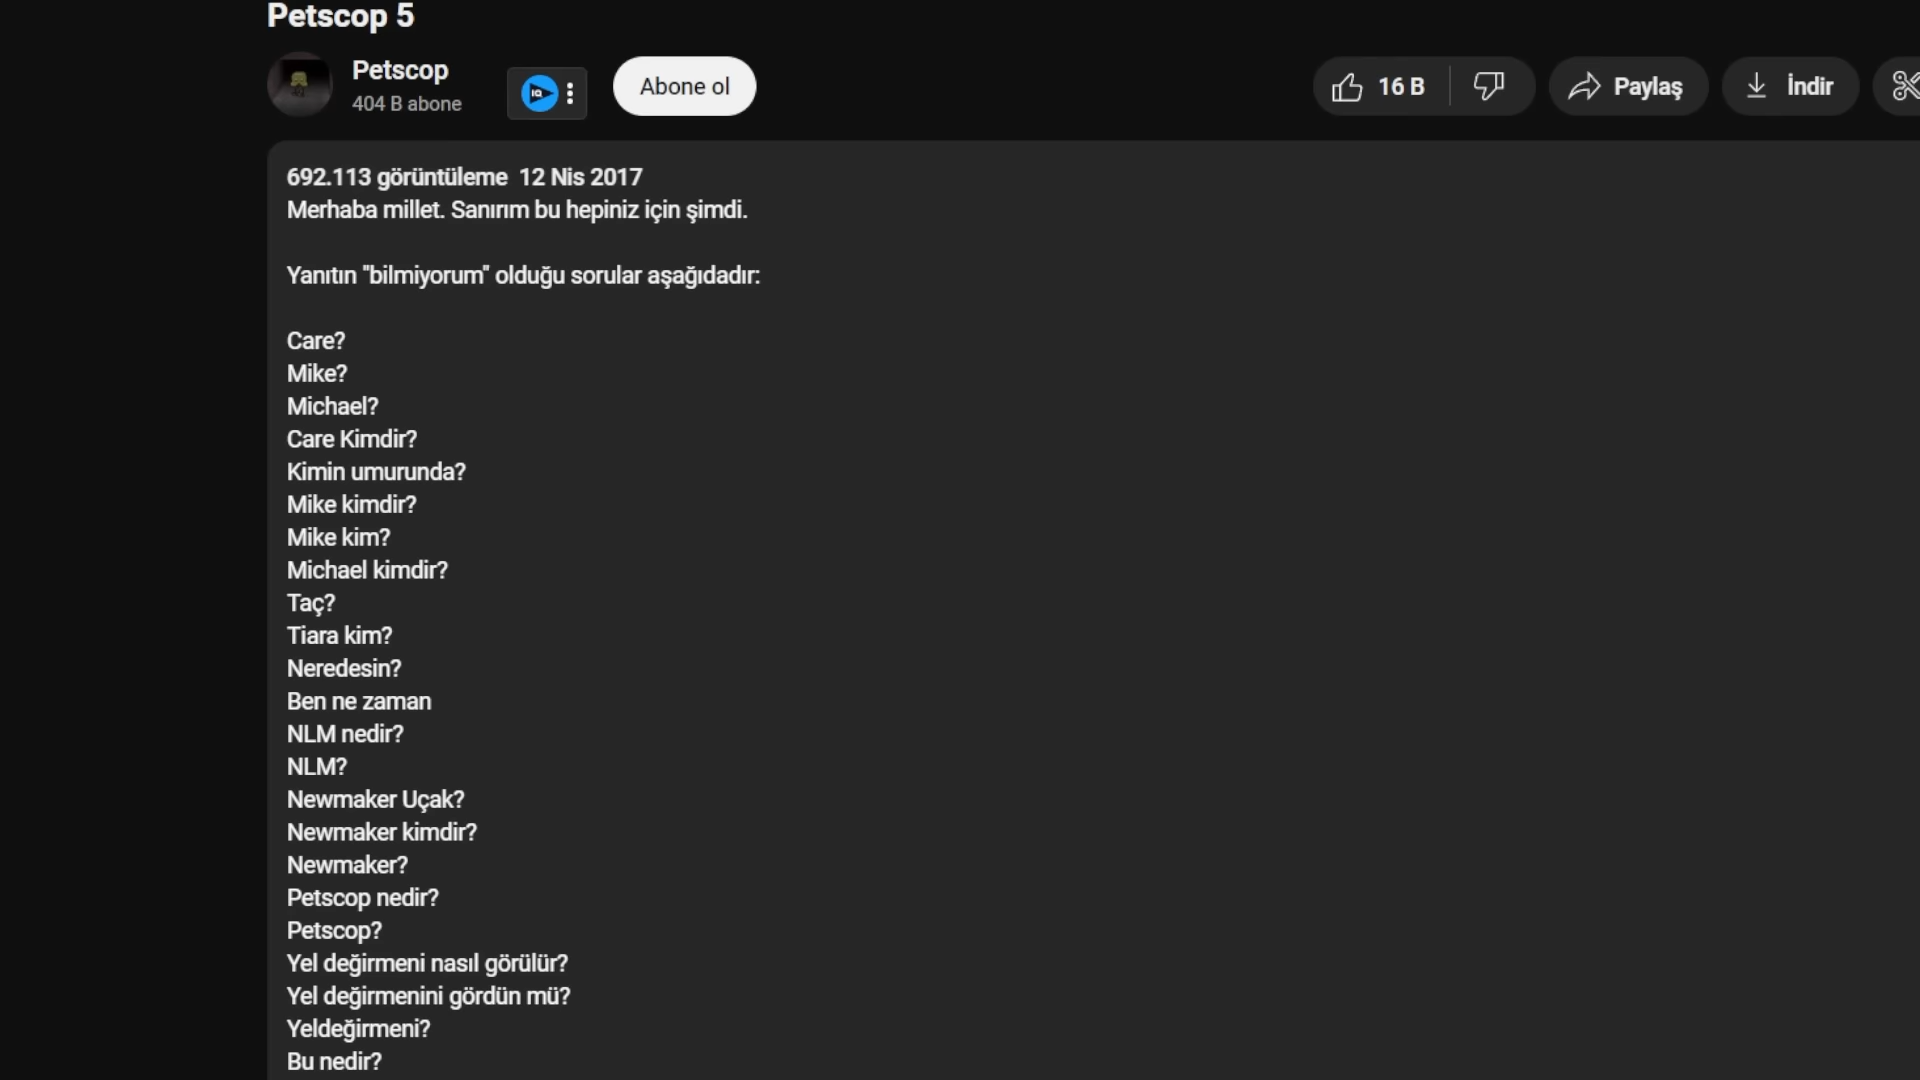 Petscop 5
Petscop
404 B abone
IQ
Abone ol
16 B
Paylaş
İndir
692.113 görüntüleme  12 Nis 2017
Merhaba millet. Sanırım bu hepiniz için şimdi.
Yanıtın "bilmiyorum" olduğu sorular aşağıdadır:
Care?
Mike?
Michael?
Care Kimdir?
Kimin umurunda?
Mike kimdir?
Mike kim?
Michael kimdir?
Taç?
Tiara kim?
Neredesin?
Ben ne zaman
NLM nedir?
NLM?
Newmaker Uçak?
Newmaker kimdir?
Newmaker?
Petscop nedir?
Petscop?
Yel değirmeni nasıl görülür?
Yel değirmenini gördün mü?
Yeldeğirmeni?
Bu nedir?